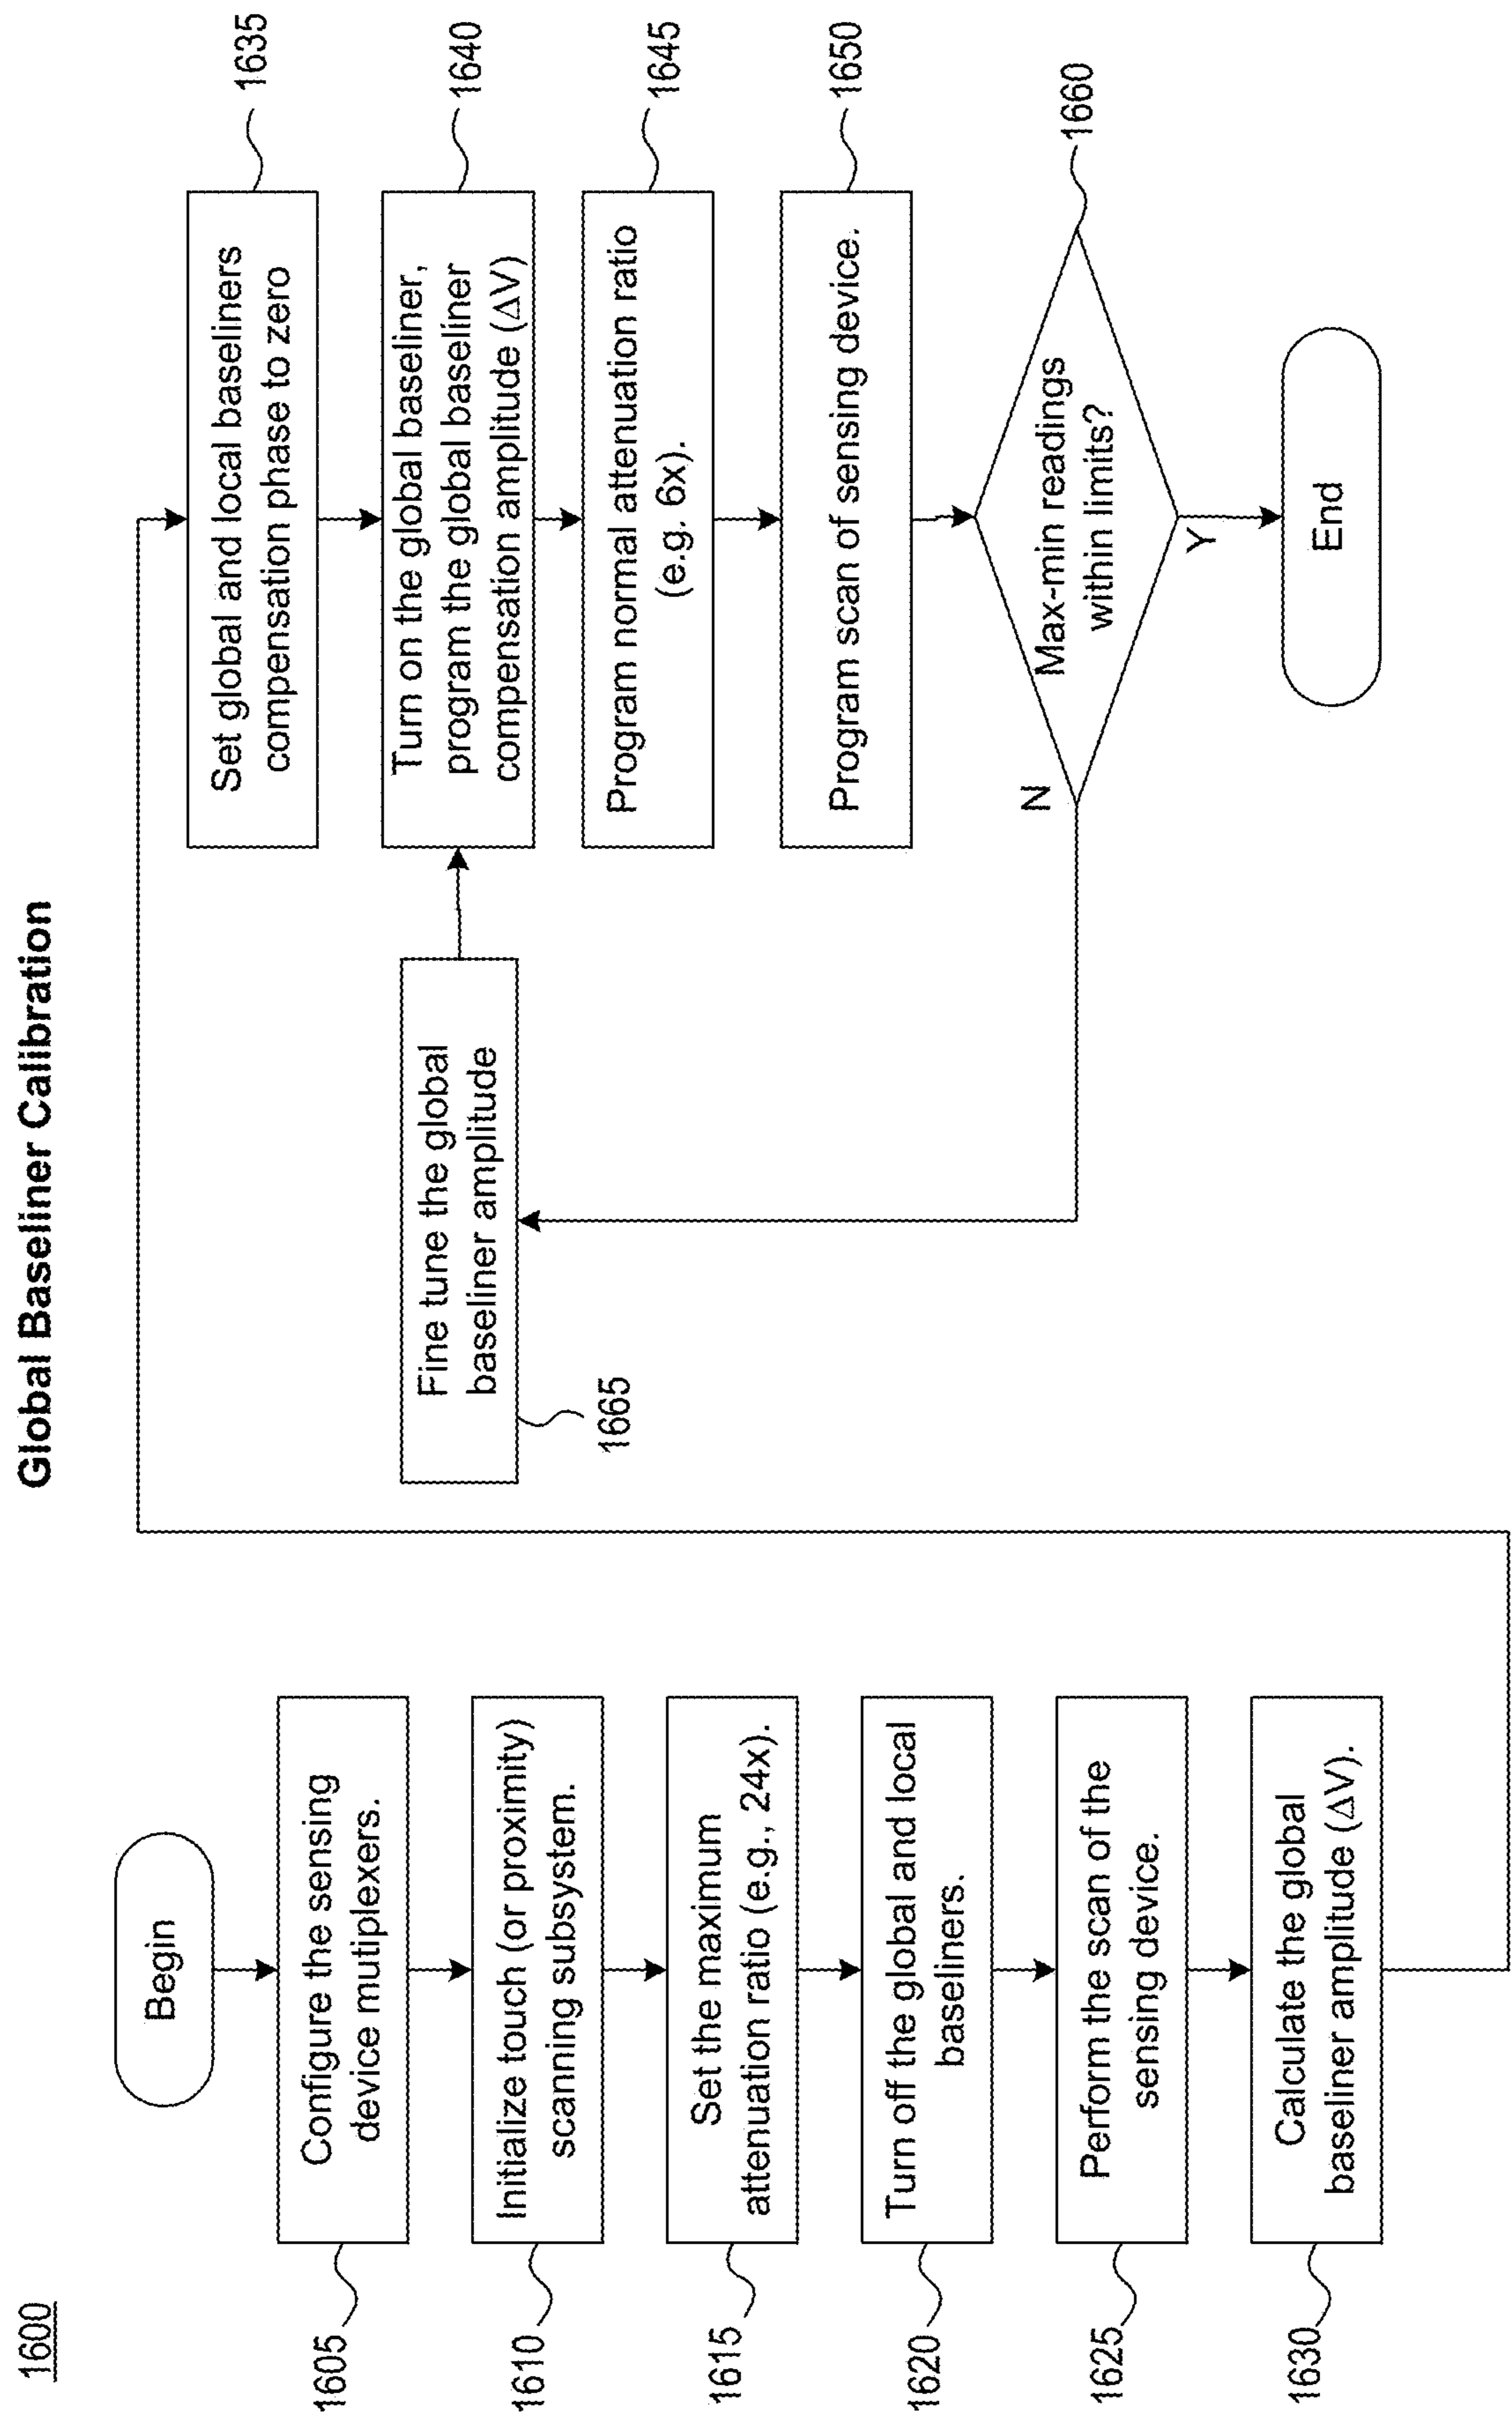 1600
Global Baseliner Calibration
Begin
Configure the sensing
device mutiplexers.
1605
Initialize touch (or proximity)
scanning subsystem.
1610
Set the maximum
attenuation ratio (e.g., 24x).
1615
Turn off the global and local
baseliners.
1620
Perform the scan of the
sensing device.
1625
Calculate the global
baseliner amplitude (ΔV).
1630
Set global and local baseliners
compensation phase to zero
1635
Turn on the global baseliner,
program the global baseliner
compensation amplitude (ΔV)
1640
Program normal attenuation ratio
(e.g. 6x).
1645
Program scan of sensing device.
1650
Max-min readings
within limits?
1660
N
Y
Fine tune the global
baseliner amplitude
1665
End